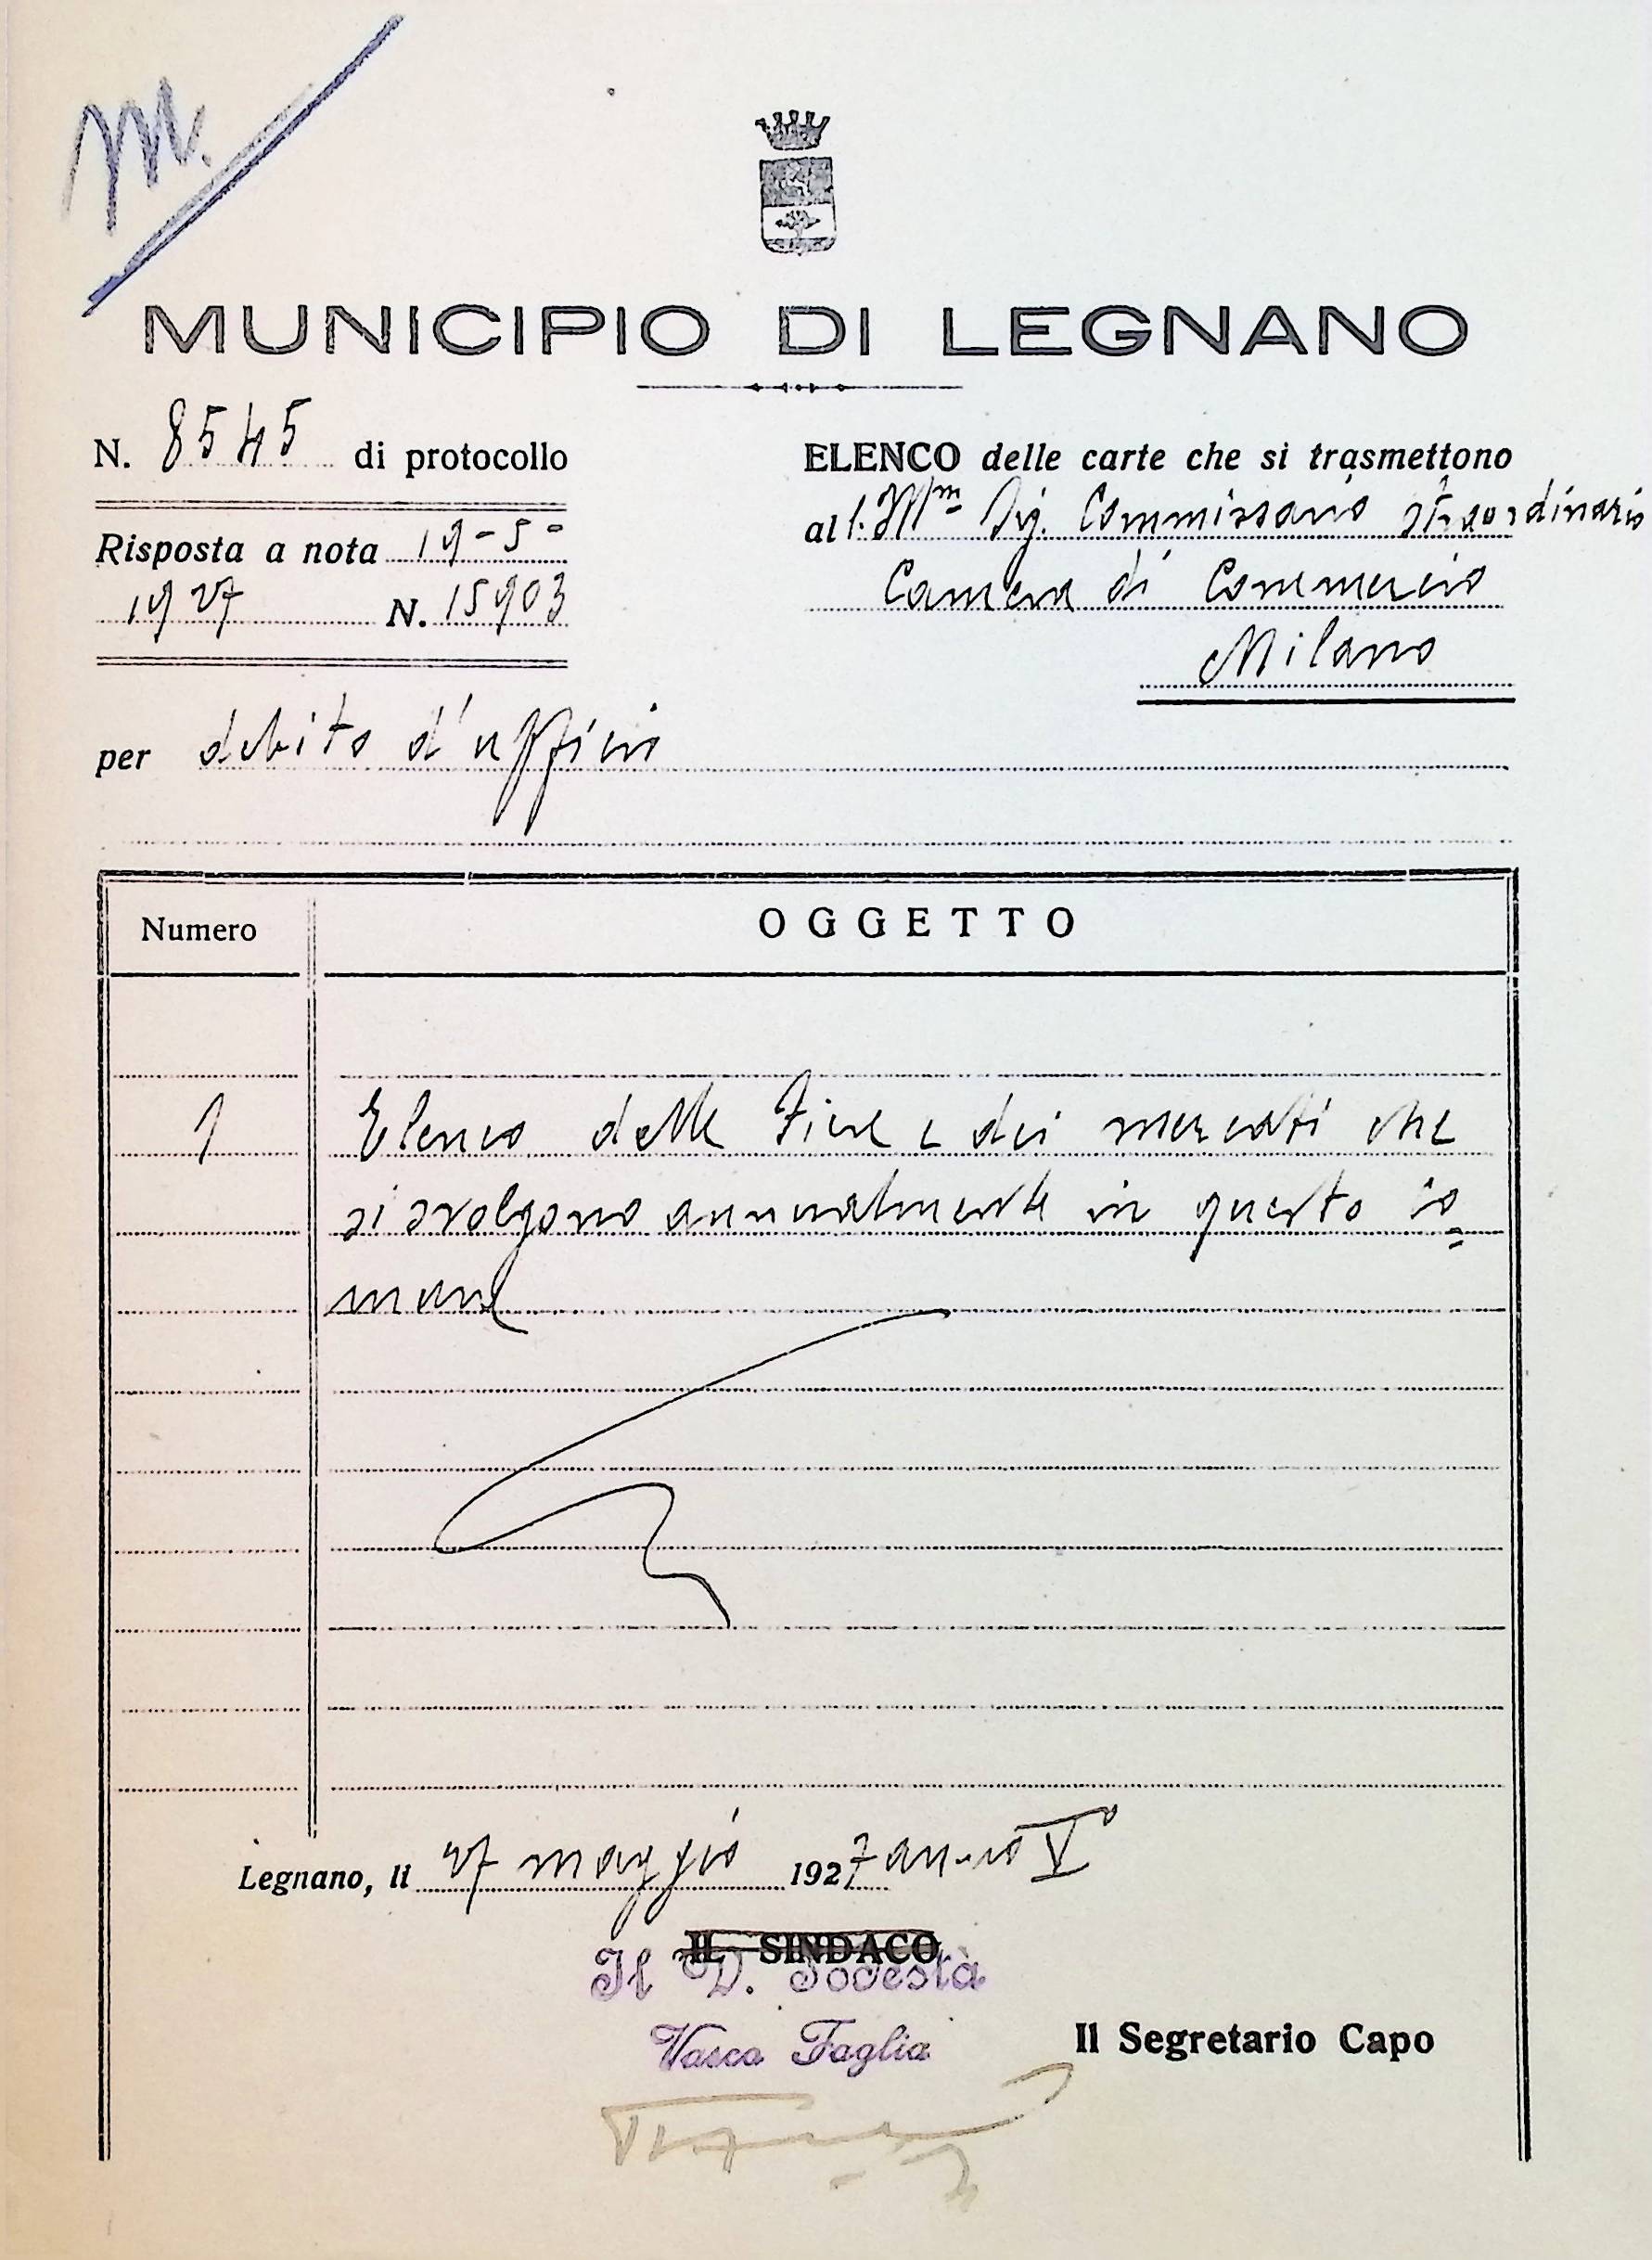 M.
MUNICIPIO DI LEGNANO
N. 8545 di protocollo
Risposta a nota 19-5-
1927 N. 15903
ELENCO delle carte che si trasmettono
al l'Ill.m Sig. Commissario straordinario
Camera di Commercio
Milano
per debito d'ufficio
Numero OGGETTO
1 Elenco delle Fiere e dei mercati che
si svolgono annualmente in questo co=
mune
Legnano, li 27 maggio 1927 anno V°
IL SINDACO
Il V. Podestà
Vasco Faglia
Il Segretario Capo